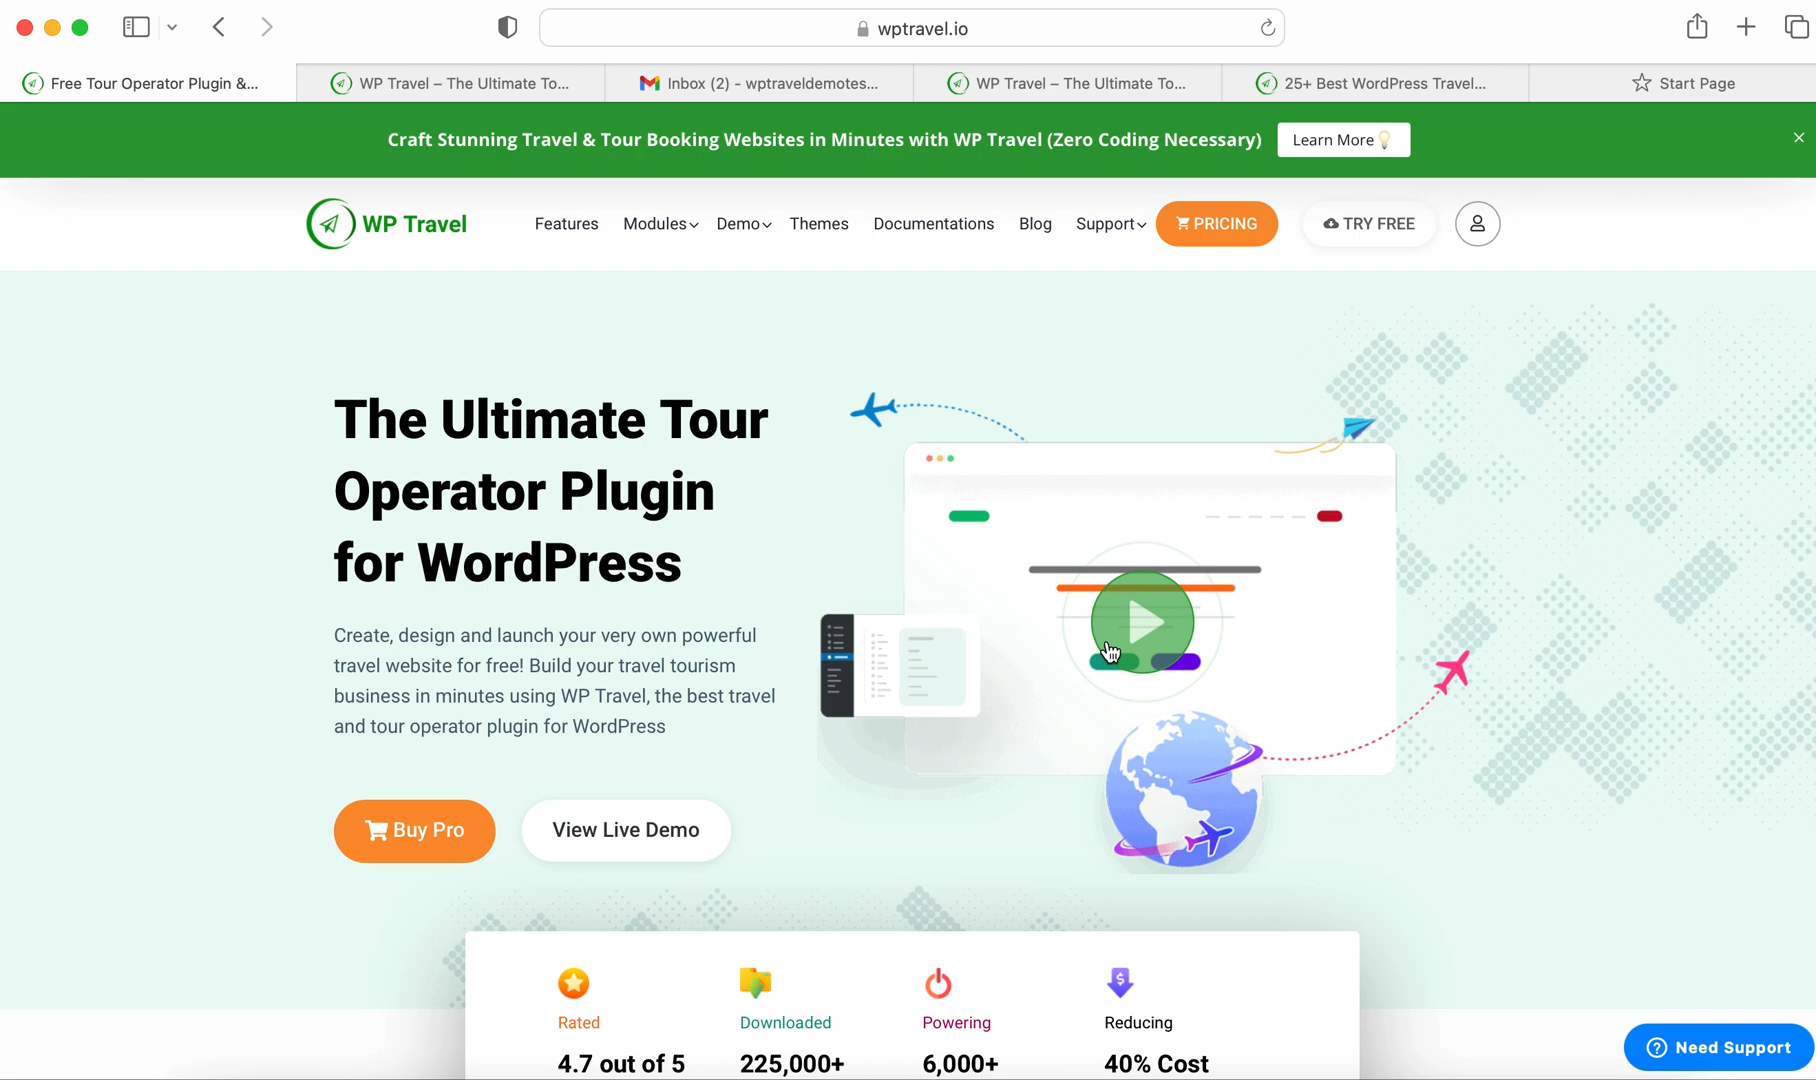 wptravel.io
Free Tour Operator Plugin &...
WP Travel – The Ultimate To...
Inbox (2) - wptraveldemotes...
WP Travel – The Ultimate To...
25+ Best WordPress Travel...
Start Page
Craft Stunning Travel & Tour Booking Websites in Minutes with WP Travel (Zero Coding Necessary)
Learn More
WP Travel
Features
Modules
Demo
Themes
Documentations
Blog
Support
PRICING
TRY FREE
The Ultimate Tour
Operator Plugin
for WordPress
Create, design and launch your very own powerful
travel website for free! Build your travel tourism
business in minutes using WP Travel, the best travel
and tour operator plugin for WordPress
Buy Pro
View Live Demo
Rated
Downloaded
Powering
Reducing
4.7 out of 5
225,000+
6,000+
40% Cost
Need Support